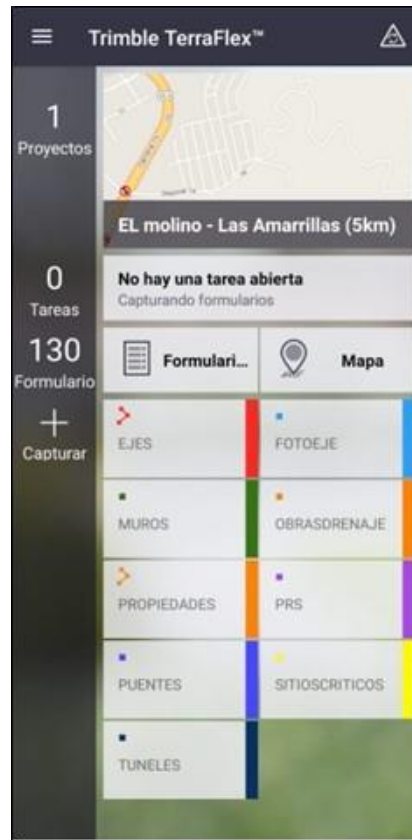 Trimble TerraFlex™
1
Proyectos
EL molino - Las Amarrillas (5km)
0
Tareas
No hay una tarea abierta
Capturando formularios
130
Formulario
Formulari...
Mapa
Capturar
EJES
FOTOEJE
MUROS
OBRASDRENAJE
PROPIEDADES
PRS
PUENTES
SITIOSCRITICOS
TUNELES